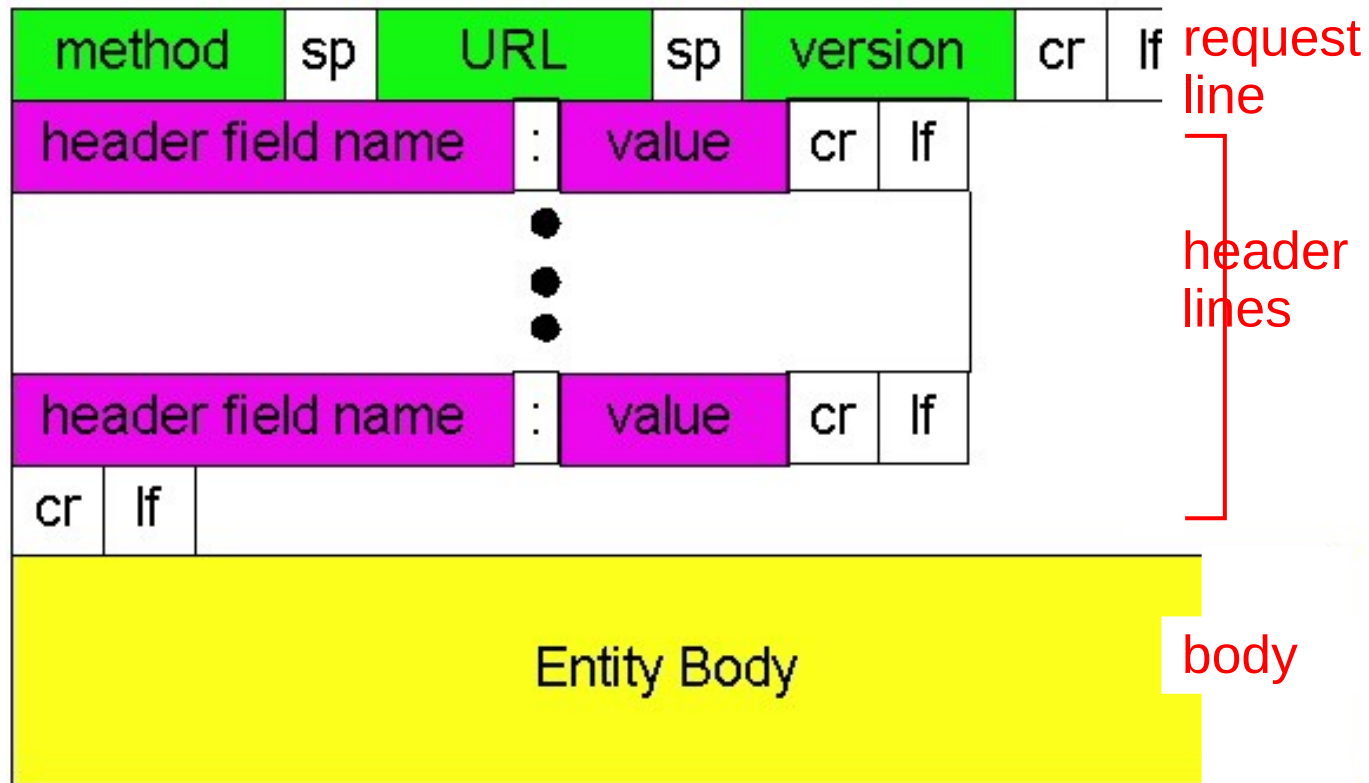 method sp URL sp version cr lf
request
line
header field name : value cr lf
header
lines
header field name : value cr lf
cr lf
Entity Body
body